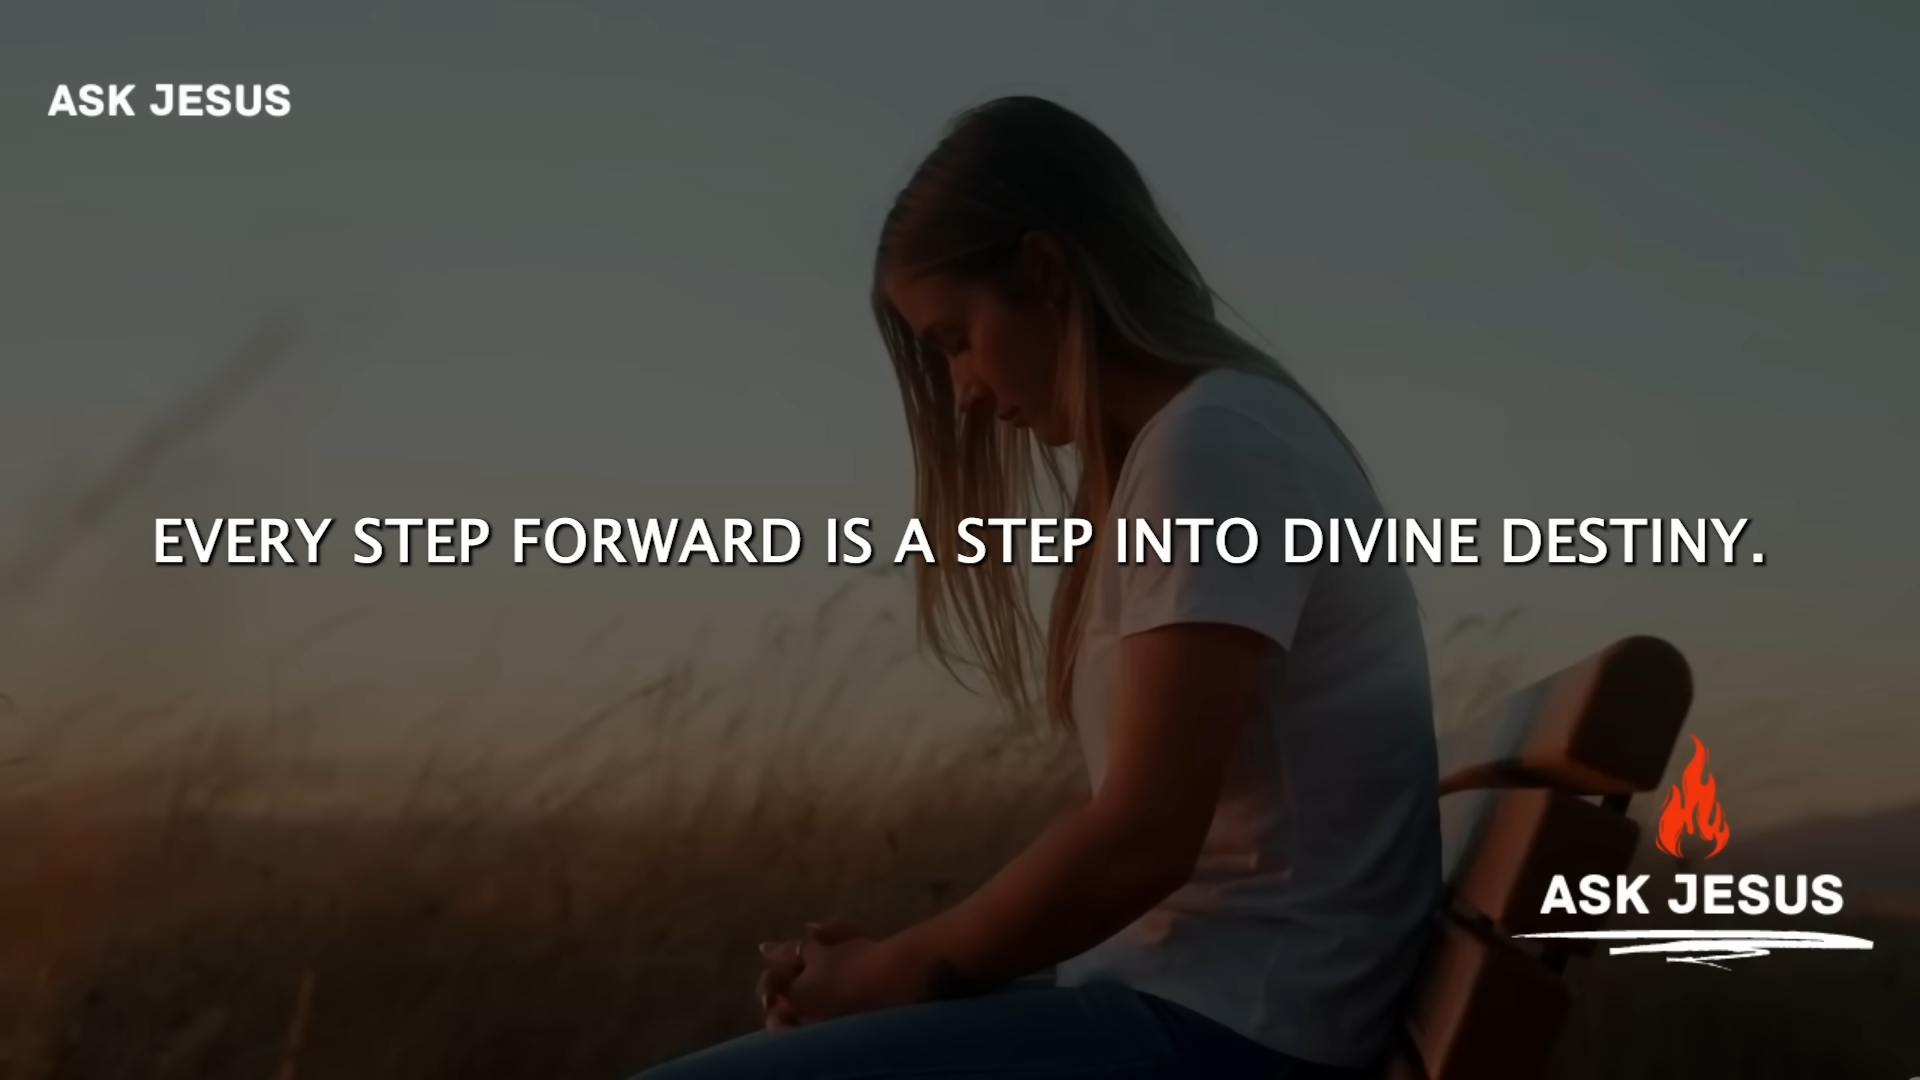 ASK JESUS
EVERY STEP FORWARD IS A STEP INTO DIVINE DESTINY.
ASK JESUS